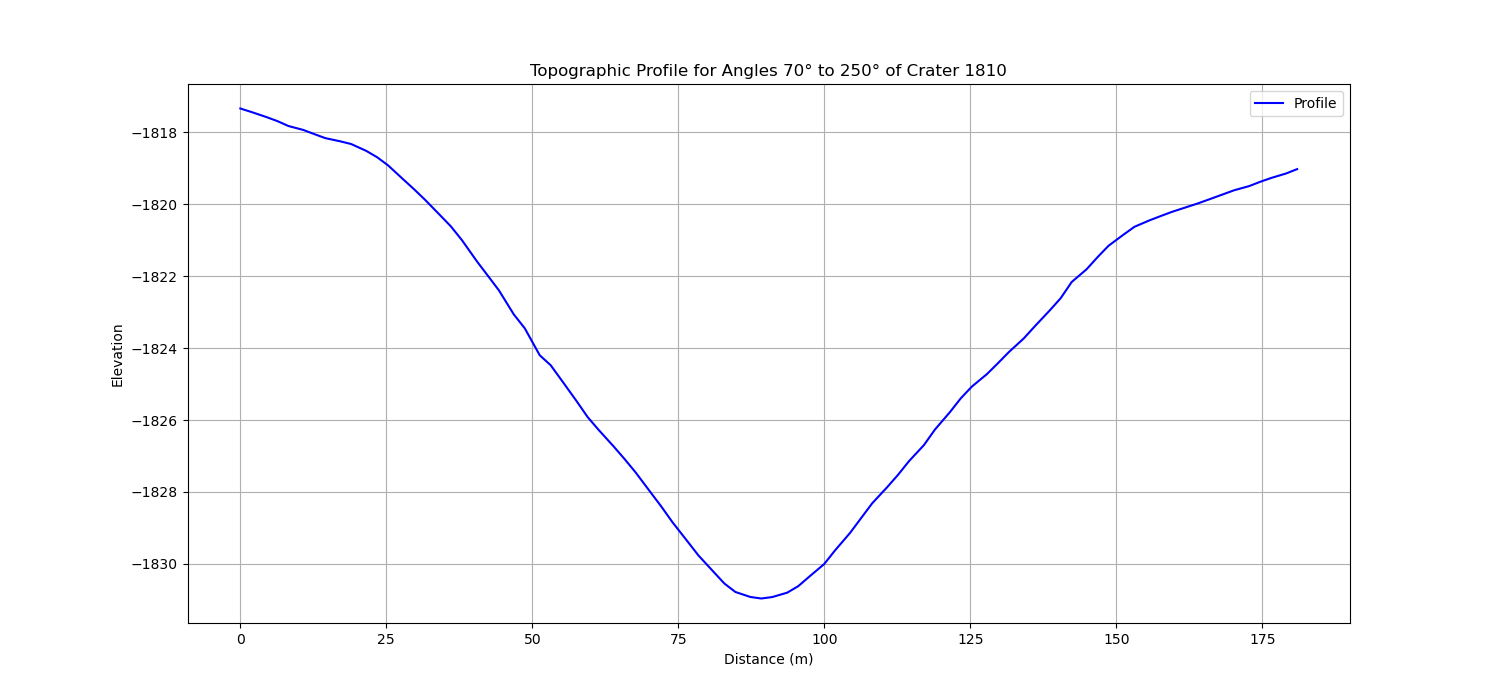 Topographic Profile for Angles 70° to 250° of Crater 1810
Profile
−1818
−1820
−1822
−1824
−1826
−1828
−1830
Elevation
0 25 50 75 100 125 150 175
Distance (m)